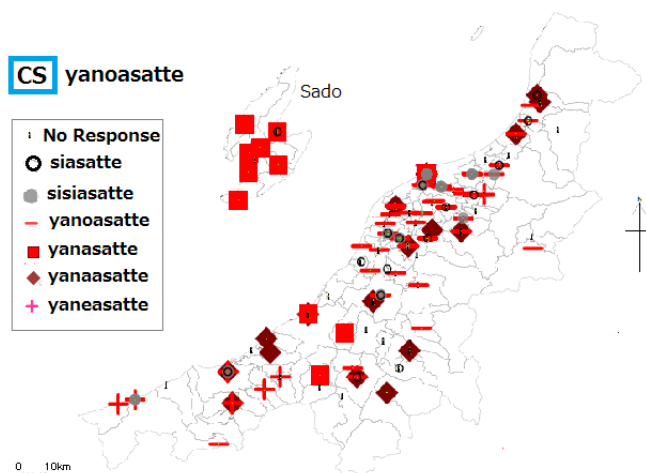 CS yanoasatte
Sado
No Response
siasatte
sisiasatte
yanoasatte
yanasatte
yanaasatte
yaneasatte
0 10km